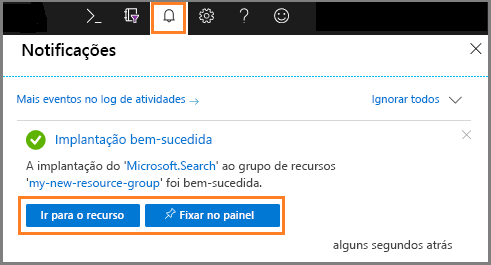 Notificações
Mais eventos no log de atividades → Ignorar todos
Implantação bem-sucedida
A implantação do 'Microsoft.Search' ao grupo de recursos
'my-new-resource-group' foi bem-sucedida.
Ir para o recurso Fixar no painel
alguns segundos atrás